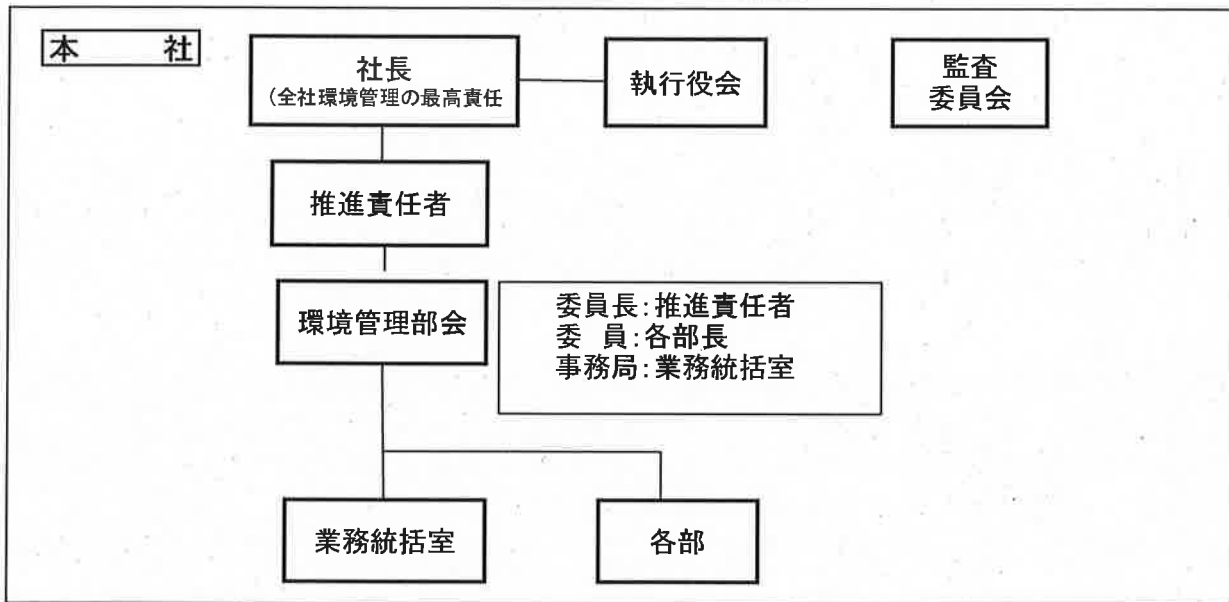 本　　社
社長
(全社環境管理の最高責任
執行役会
監査
委員会
推進責任者
環境管理部会
委員長:推進責任者
委　員:各部長
事務局:業務統括室
業務統括室
各部